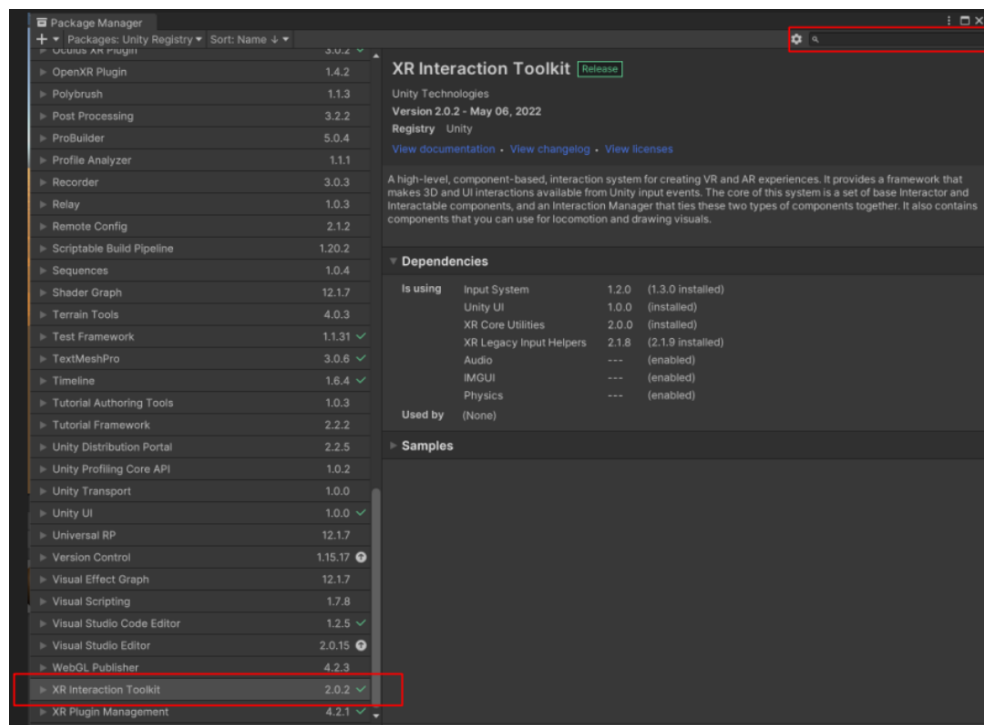 Package Manager
Packages: Unity Registry Sort: Name ↓
Oculus XR Plugin 3.0.2
OpenXR Plugin 1.4.2
Polybrush 1.1.3
Post Processing 3.2.2
ProBuilder 5.0.4
Profile Analyzer 1.1.1
Recorder 3.0.3
Relay 1.0.3
Remote Config 2.1.2
Scriptable Build Pipeline 1.20.2
Sequences 1.0.4
Shader Graph 12.1.7
Terrain Tools 4.0.3
Test Framework 1.1.31
TextMeshPro 3.0.6
Timeline 1.6.4
Tutorial Authoring Tools 1.0.3
Tutorial Framework 2.2.2
Unity Distribution Portal 2.2.5
Unity Profiling Core API 1.0.2
Unity Transport 1.0.0
Unity UI 1.0.0
Universal RP 12.1.7
Version Control 1.15.17
Visual Effect Graph 12.1.7
Visual Scripting 1.7.8
Visual Studio Code Editor 1.2.5
Visual Studio Editor 2.0.15
WebGL Publisher 4.2.3
XR Interaction Toolkit 2.0.2
XR Plugin Management 4.2.1
XR Interaction Toolkit Release
Unity Technologies
Version 2.0.2 - May 06, 2022
Registry Unity
View documentation • View changelog • View licenses
A high-level, component-based, interaction system for creating VR and AR experiences. It provides a framework that
makes 3D and UI interactions available from Unity input events. The core of this system is a set of base Interactor and
Interactable components, and an Interaction Manager that ties these two types of components together. It also contains
components that you can use for locomotion and drawing visuals.
Dependencies
Is using Input System 1.2.0 (1.3.0 installed)
Unity UI 1.0.0 (installed)
XR Core Utilities 2.0.0 (installed)
XR Legacy Input Helpers 2.1.8 (2.1.9 installed)
Audio --- (enabled)
IMGUI --- (enabled)
Physics --- (enabled)
Used by (None)
Samples